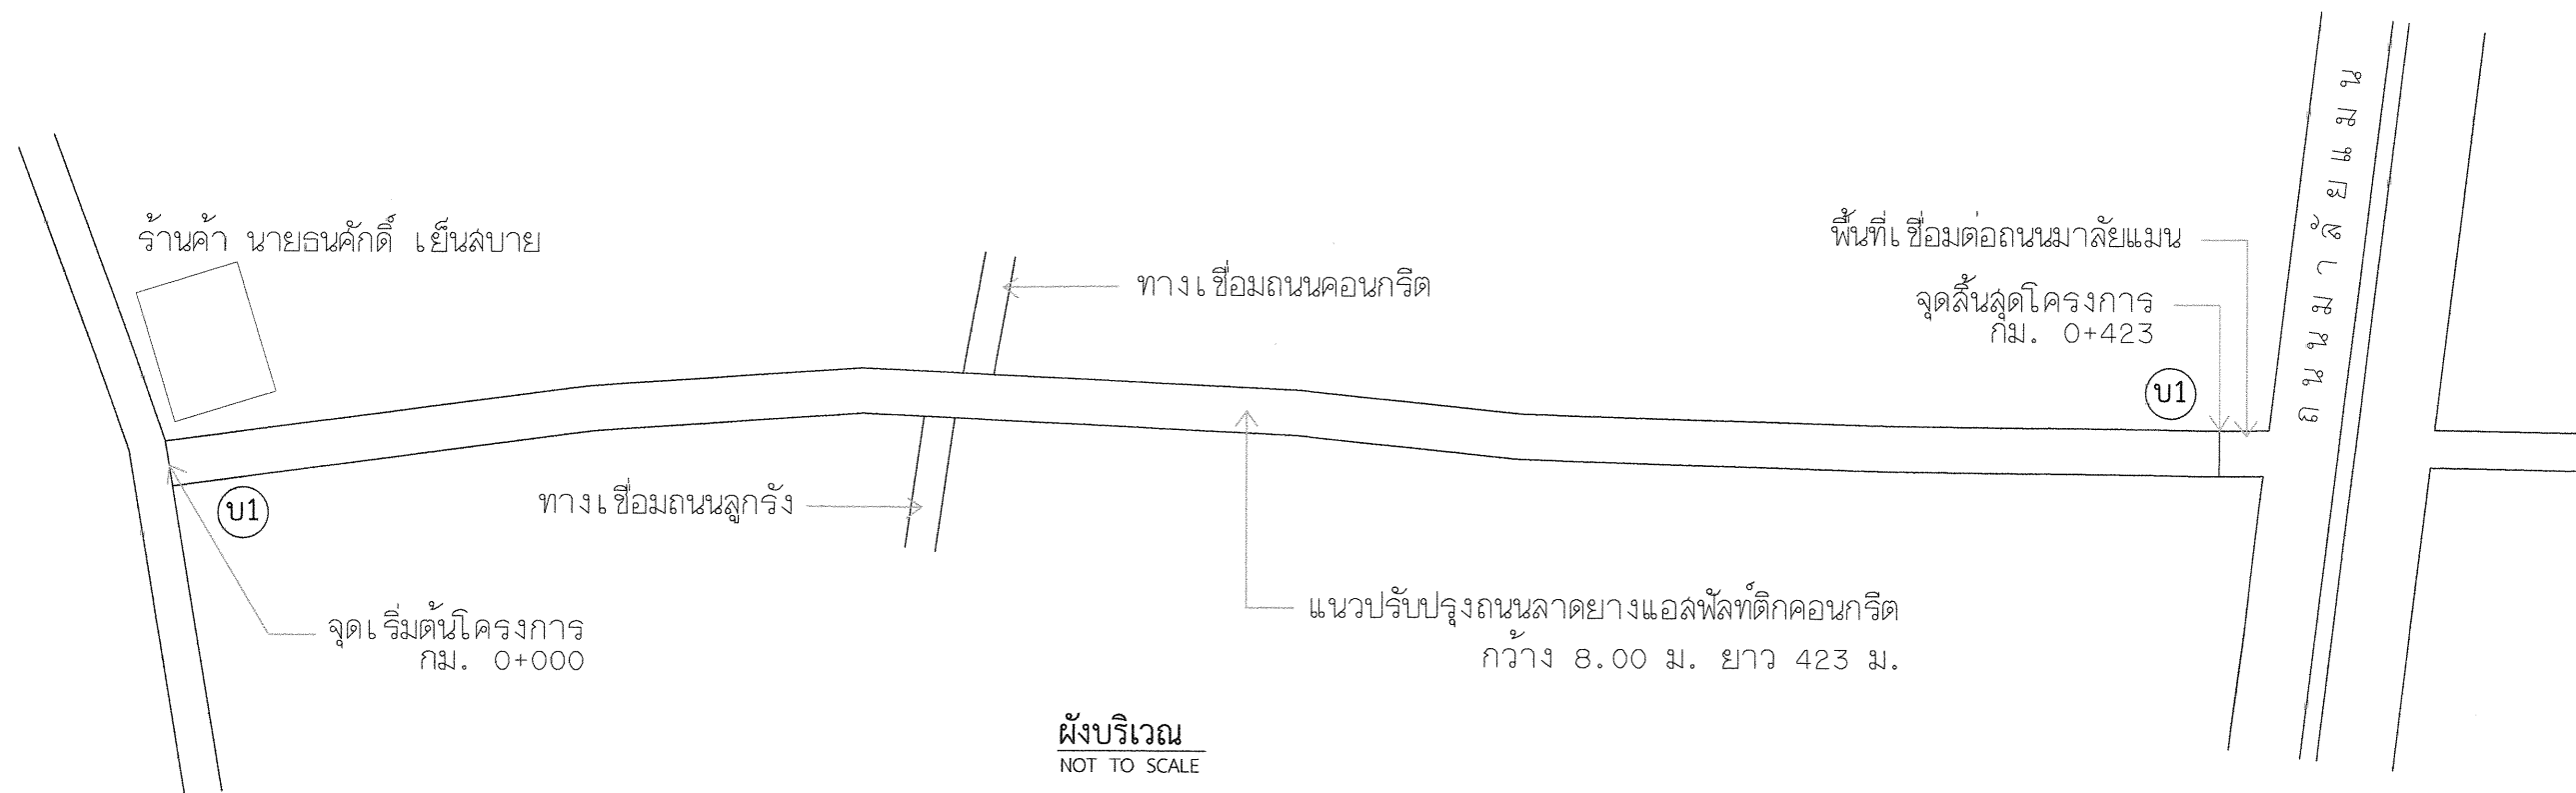 ร้านค้า นายธนศักดิ์ เย็นสบาย
ทางเชื่อมถนนคอนกรีต
พื้นที่เชื่อมต่อถนนมาลัยแมน
จุดสิ้นสุดโครงการ
กม. 0+423
บ1
ถนนมาลัยแมน
บ1
ทางเชื่อมถนนลูกรัง
จุดเริ่มต้นโครงการ
กม. 0+000
แนวปรับปรุงถนนลาดยางแอสฟัลท์ติกคอนกรีต
กว้าง 8.00 ม. ยาว 423 ม.
ผังบริเวณ
NOT TO SCALE